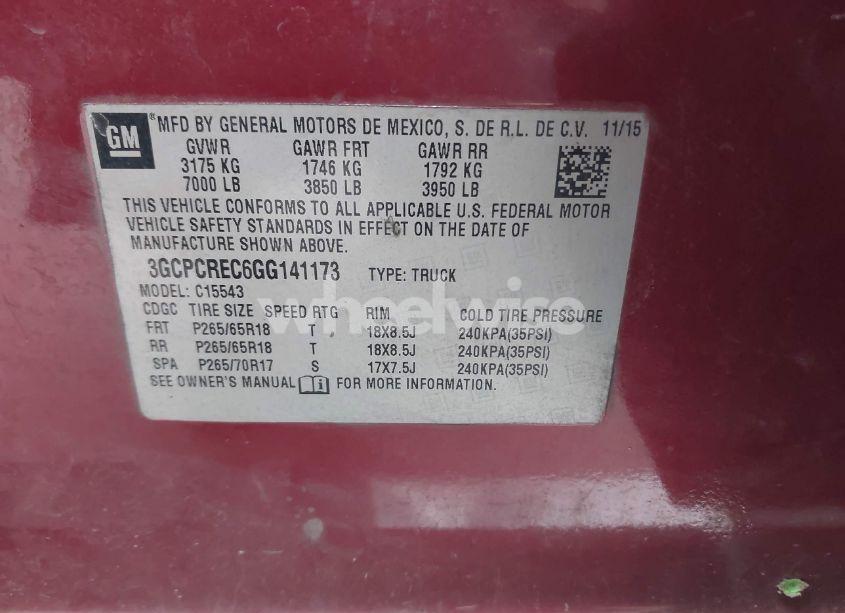 GM ® MFD BY GENERAL MOTORS DE MEXICO, S. DE R.L. DE C.V. 11/15
GVWR GAWR FRT GAWR RR
3175 KG 1746 KG 1792 KG
7000 LB 3850 LB 3950 LB
THIS VEHICLE CONFORMS TO ALL APPLICABLE U.S. FEDERAL MOTOR
VEHICLE SAFETY STANDARDS IN EFFECT ON THE DATE OF
MANUFACTURE SHOWN ABOVE.
3GCPCREC6GG141173 TYPE: TRUCK
MODEL: C15543
wheelwise
CDGC TIRE SIZE SPEED RTG RIM COLD TIRE PRESSURE
FRT P265/65R18 T 18X8.5J 240KPA(35PSI)
RR P265/65R18 T 18X8.5J 240KPA(35PSI)
SPA P265/70R17 S 17X7.5J 240KPA(35PSI)
SEE OWNER'S MANUAL FOR MORE INFORMATION.